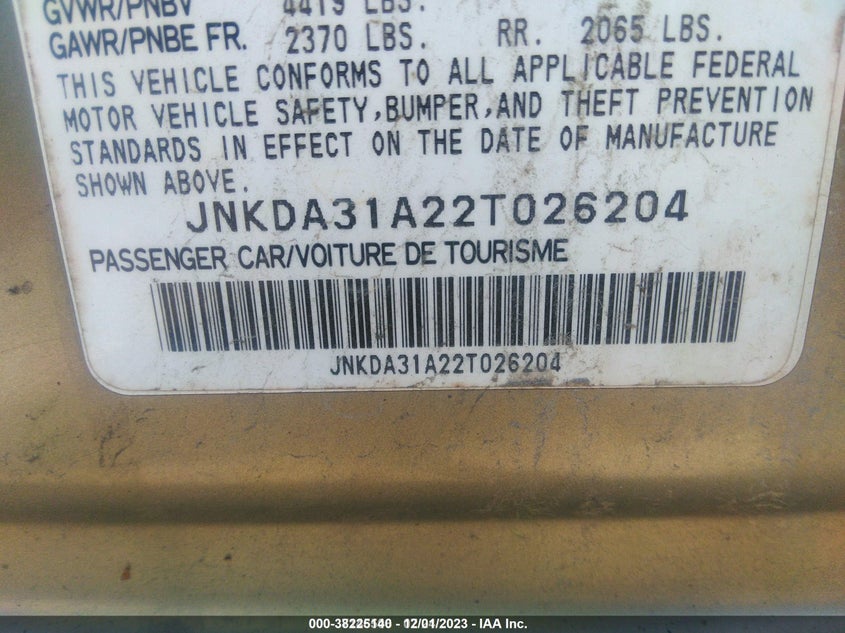 GVWR/PNBV 4419 LBS.
GAWR/PNBE FR. 2370 LBS. RR. 2065 LBS.
THIS VEHICLE CONFORMS TO ALL APPLICABLE FEDERAL
MOTOR VEHICLE SAFETY,BUMPER,AND THEFT PREVENTION
STANDARDS IN EFFECT ON THE DATE OF MANUFACTURE
SHOWN ABOVE.
JNKDA31A22T026204
PASSENGER CAR/VOITURE DE TOURISME
JNKDA31A22T026204
- IAA Inc.